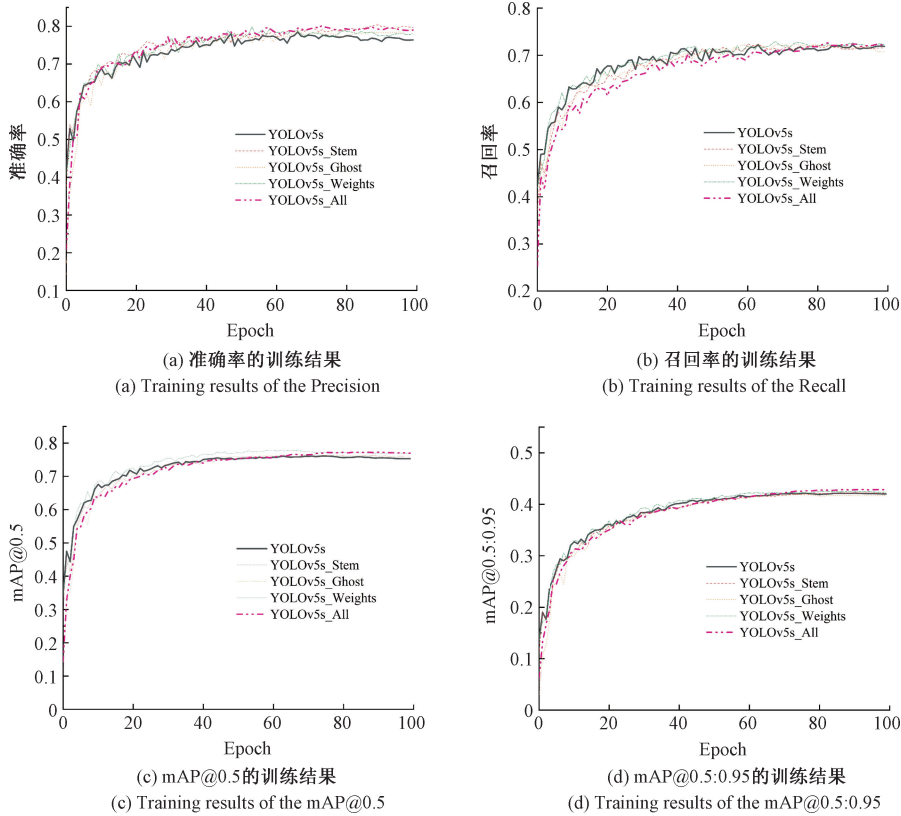 0.8
0.7
0.6
0.5
0.4
0.3
0.2
0.1
准确率
YOLOv5s
YOLOv5s_Stem
YOLOv5s_Ghost
YOLOv5s_Weights
YOLOv5s_All
0 20 40 60 80 100
Epoch
(a) 准确率的训练结果
(a) Training results of the Precision
0.8
0.7
0.6
0.5
0.4
0.3
0.2
召回率
YOLOv5s
YOLOv5s_Stem
YOLOv5s_Ghost
YOLOv5s_Weights
YOLOv5s_All
0 20 40 60 80 100
Epoch
(b) 召回率的训练结果
(b) Training results of the Recall
0.8
0.7
0.6
0.5
0.4
0.3
0.2
0.1
0
mAP@0.5
YOLOv5s
YOLOv5s_Stem
YOLOv5s_Ghost
YOLOv5s_Weights
YOLOv5s_All
0 20 40 60 80 100
Epoch
(c) mAP@0.5的训练结果
(c) Training results of the mAP@0.5
0.5
0.4
0.3
0.2
0.1
0
mAP@0.5:0.95
YOLOv5s
YOLOv5s_Stem
YOLOv5s_Ghost
YOLOv5s_Weights
YOLOv5s_All
0 20 40 60 80 100
Epoch
(d) mAP@0.5:0.95的训练结果
(d) Training results of the mAP@0.5:0.95